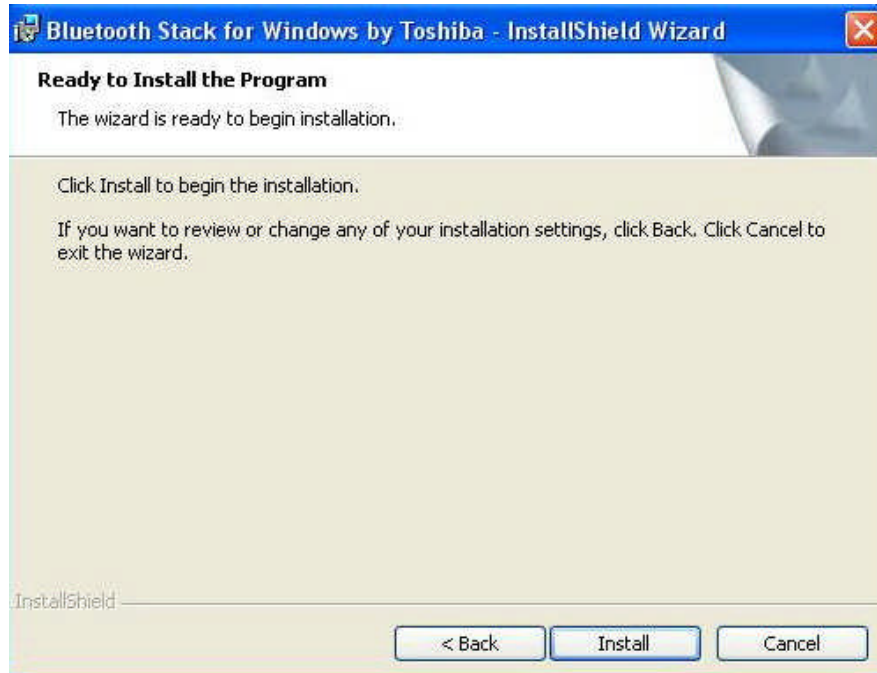 Bluetooth Stack for Windows by Toshiba - InstallShield Wizard
Ready to Install the Program
The wizard is ready to begin installation.
Click Install to begin the installation.
If you want to review or change any of your installation settings, click Back. Click Cancel to
exit the wizard.
InstallShield
< Back Install Cancel